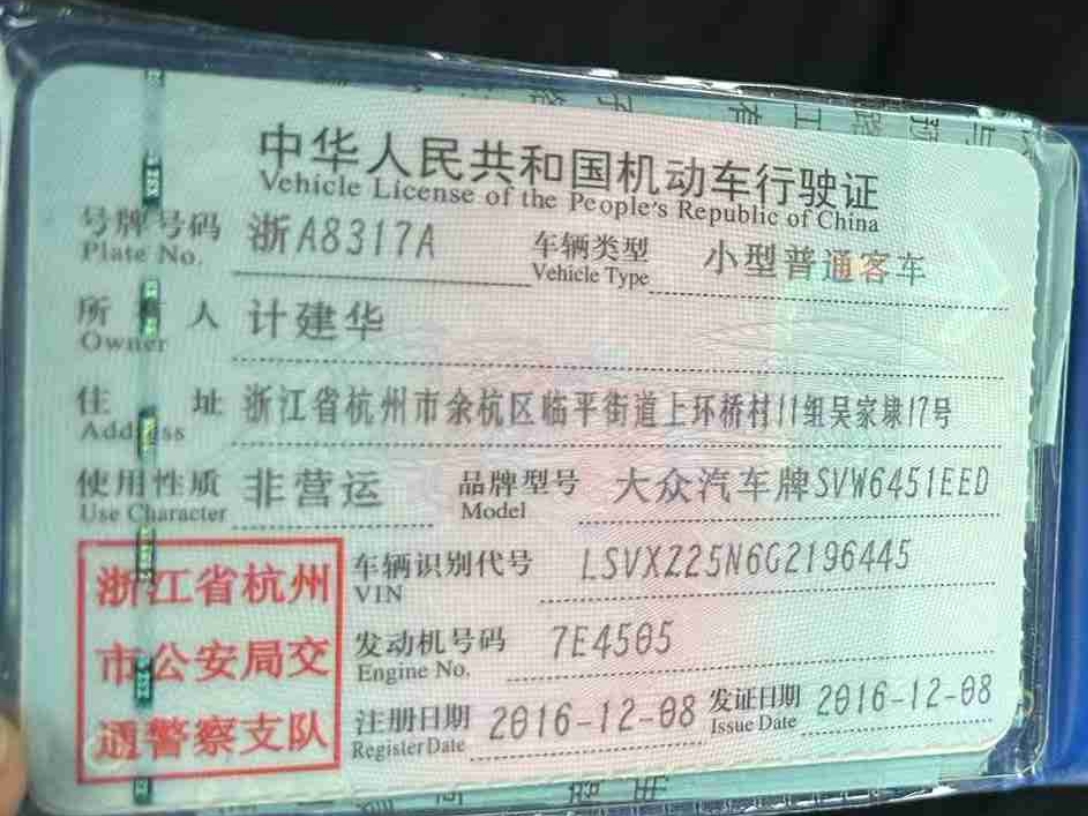 中华人民共和国机动车行驶证
Vehicle License of the People's Republic of China
号牌号码 浙A8317A 车辆类型 小型普通客车
Plate No. Vehicle Type
所有人 计建华
Owner
住址 浙江省杭州市余杭区临平街道上环桥村11组吴家埭17号
Address
使用性质 非营运 品牌型号 大众汽车牌SVW6451EED
Use Character Model
浙江省杭州
市公安局交
通警察支队
车辆识别代号 LSVXZ25N6G2196445
VIN
发动机号码 7E4505
Engine No.
注册日期 2016-12-08 发证日期 2016-12-08
Register Date Issue Date